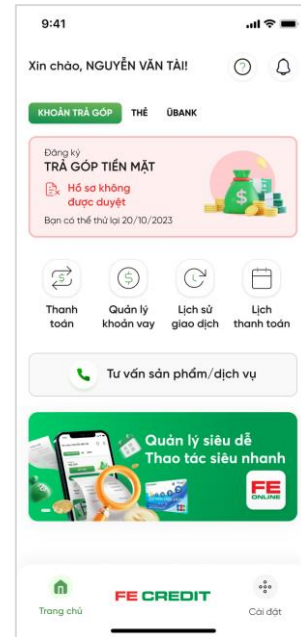 9:41
Xin chào, NGUYỄN VĂN TÀI!
KHOẢN TRẢ GÓP THẺ ÜBANK
Đăng ký
TRẢ GÓP TIỀN MẶT
Hồ sơ không
được duyệt
Bạn có thể thử lại 20/10/2023
Thanh toán
Quản lý khoản vay
Lịch sử giao dịch
Lịch thanh toán
Tư vấn sản phẩm/dịch vụ
Quản lý siêu dễ
Thao tác siêu nhanh
FE
ONLINE
Trang chủ
FE CREDIT
Cài đặt